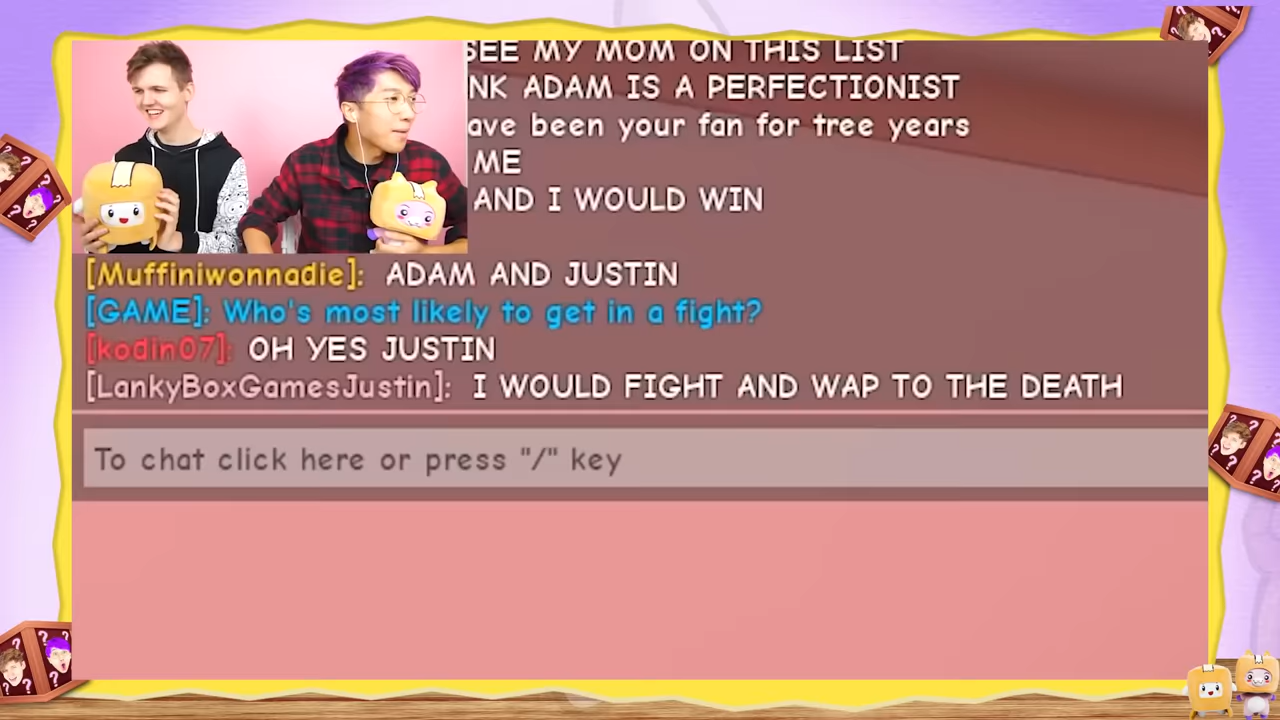 SEE MY MOM ON THIS LIST
NK ADAM IS A PERFECTIONIST
ave been your fan for tree years
ME
AND I WOULD WIN
[Muffiniwonnadie]: ADAM AND JUSTIN
[GAME]: Who's most likely to get in a fight?
[kodin07]: OH YES JUSTIN
[LankyBoxGamesJustin]: I WOULD FIGHT AND WAP TO THE DEATH
To chat click here or press "/" key